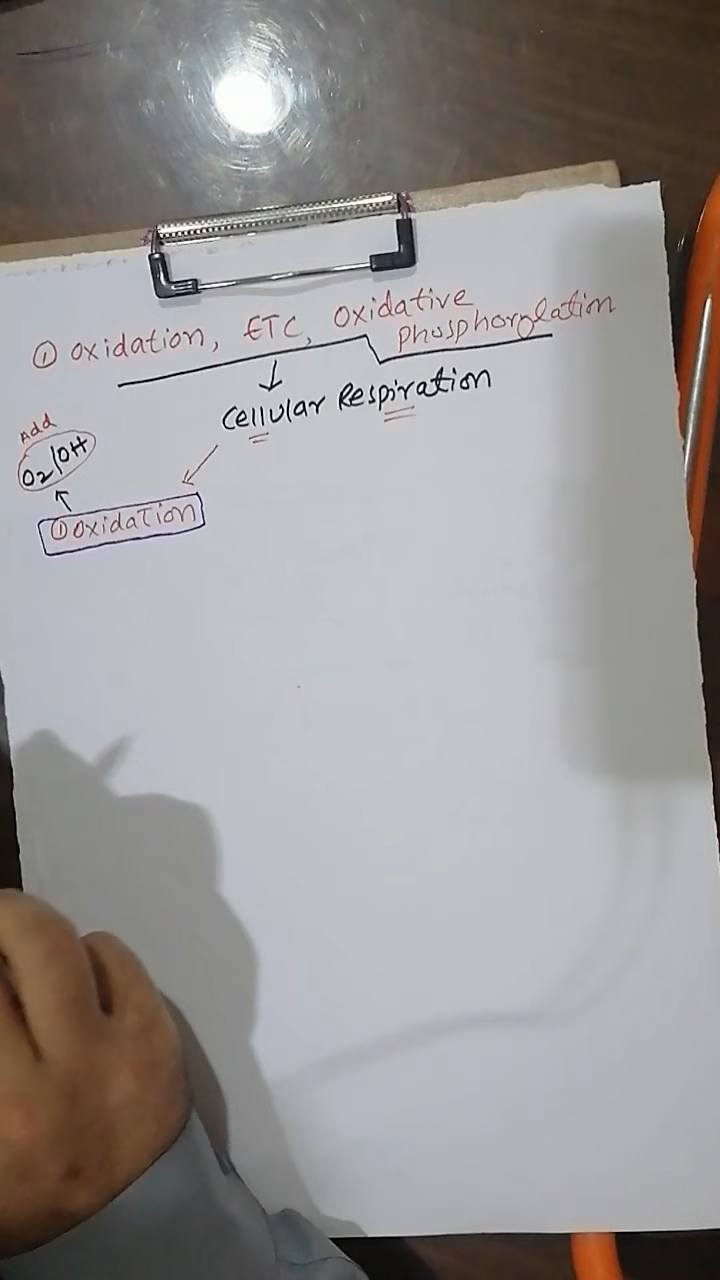 ① Oxidation, ETC, Oxidative
phosphorylation
Cellular Respiration
Add
O2/OH
① Oxidation